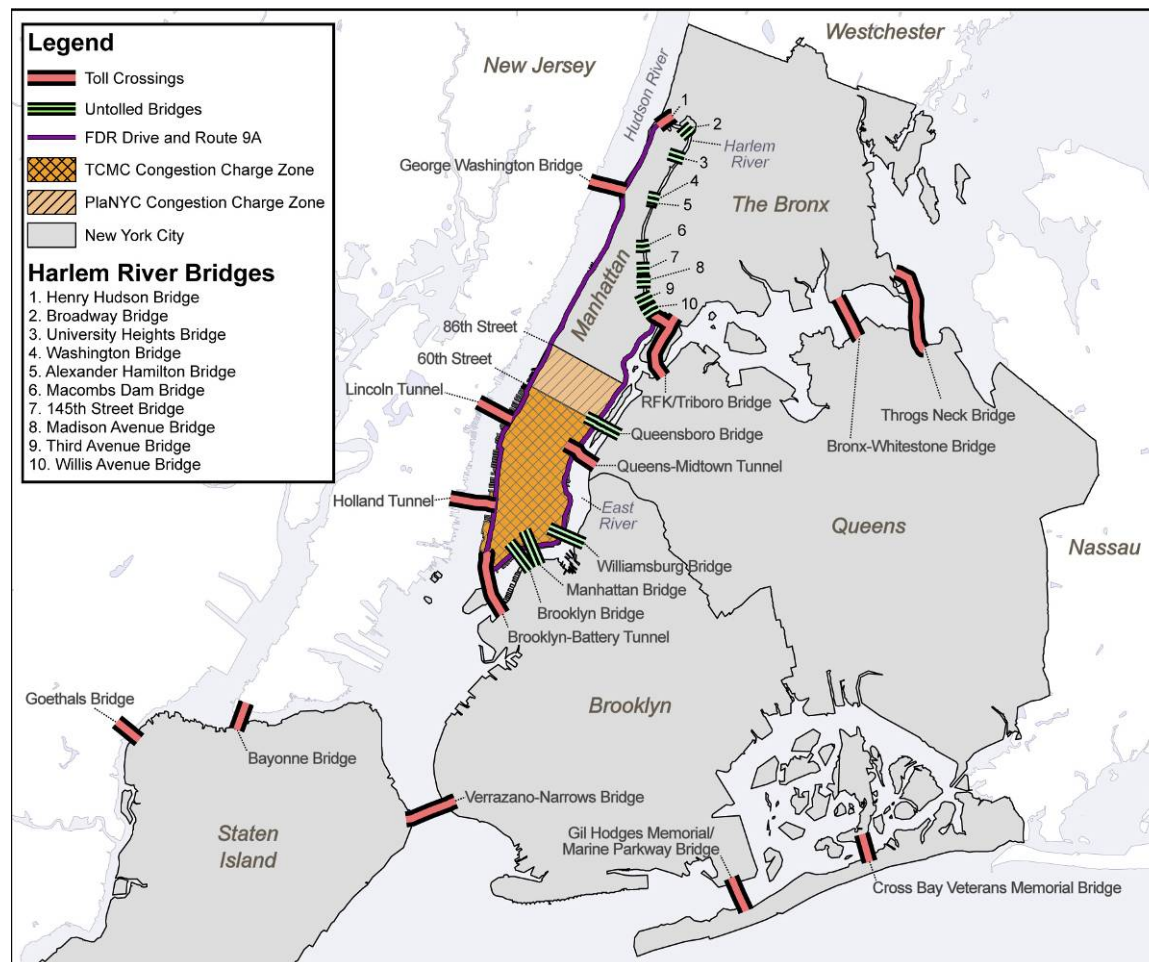 Legend
Toll Crossings
Untolled Bridges
FDR Drive and Route 9A
TCMC Congestion Charge Zone
PlaNYC Congestion Charge Zone
New York City
Harlem River Bridges
1. Henry Hudson Bridge
2. Broadway Bridge
3. University Heights Bridge
4. Washington Bridge
5. Alexander Hamilton Bridge
6. Macombs Dam Bridge
7. 145th Street Bridge
8. Madison Avenue Bridge
9. Third Avenue Bridge
10. Willis Avenue Bridge
Westchester
New Jersey
Hudson River
1
2
Harlem
River
3
George Washington Bridge
4
5
The Bronx
6
7
8
9
10
Manhattan
86th Street
60th Street
Lincoln Tunnel
RFK/Triboro Bridge
Throgs Neck Bridge
Queensboro Bridge
Bronx-Whitestone Bridge
Queens-Midtown Tunnel
Holland Tunnel
East
River
Queens
Nassau
Williamsburg Bridge
Manhattan Bridge
Brooklyn Bridge
Brooklyn-Battery Tunnel
Goethals Bridge
Brooklyn
Bayonne Bridge
Verrazano-Narrows Bridge
Staten
Island
Gil Hodges Memorial/
Marine Parkway Bridge
Cross Bay Veterans Memorial Bridge